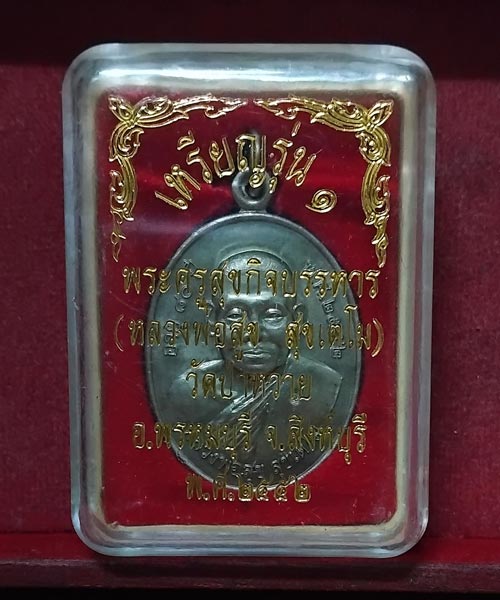 เหรียญรุ่น ๑
พระครูสุขกิจบรรหาร
(หลวงพ่อสุข สุขเตโม)
วัดป่าหวาย
อ.พรหมบุรี จ.สิงห์บุรี
พ.ศ.๒๕๕๒